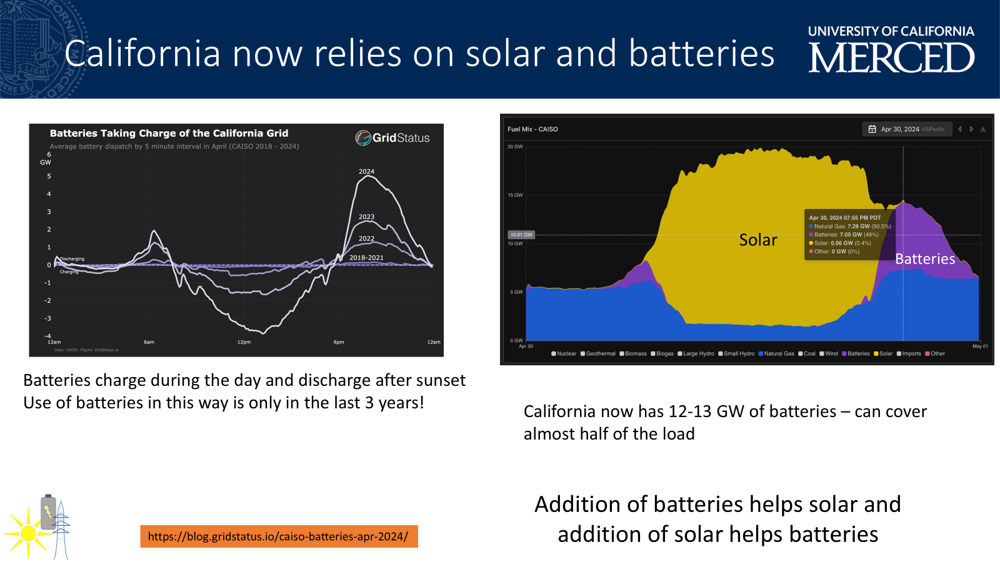 California now relies on solar and batteries
UNIVERSITY OF CALIFORNIA
MERCED
LIGHT
Batteries Taking Charge of the California Grid
Average battery dispatch by 5 minute interval in April (CAISO 2018 - 2024)
GridStatus
6
GW
5
4
3
2
1
0
-1
-2
-3
-4
2024
2023
2022
2018-2021
Discharging
Charging
12am
6am
12pm
6pm
12am
Data: CAISO. Figure: GridStatus.io
Batteries charge during the day and discharge after sunset
Use of batteries in this way is only in the last 3 years!
Fuel Mix - CAISO
Apr 30, 2024 US/Pacific
20 GW
15 GW
10.91 GW
10 GW
5 GW
0 GW
Solar
Apr 30, 2024 07:55 PM PDT
Natural Gas: 7.26 GW (50.5%)
Batteries: 7.05 GW (49%)
Solar: 0.06 GW (0.4%)
Other: 0 GW (0%)
Batteries
Apr 30
May 01
Nuclear Geothermal Biomass Biogas Large Hydro Small Hydro Natural Gas Coal Wind Batteries Solar Imports Other
California now has 12-13 GW of batteries – can cover
almost half of the load
Addition of batteries helps solar and
addition of solar helps batteries
https://blog.gridstatus.io/caiso-batteries-apr-2024/